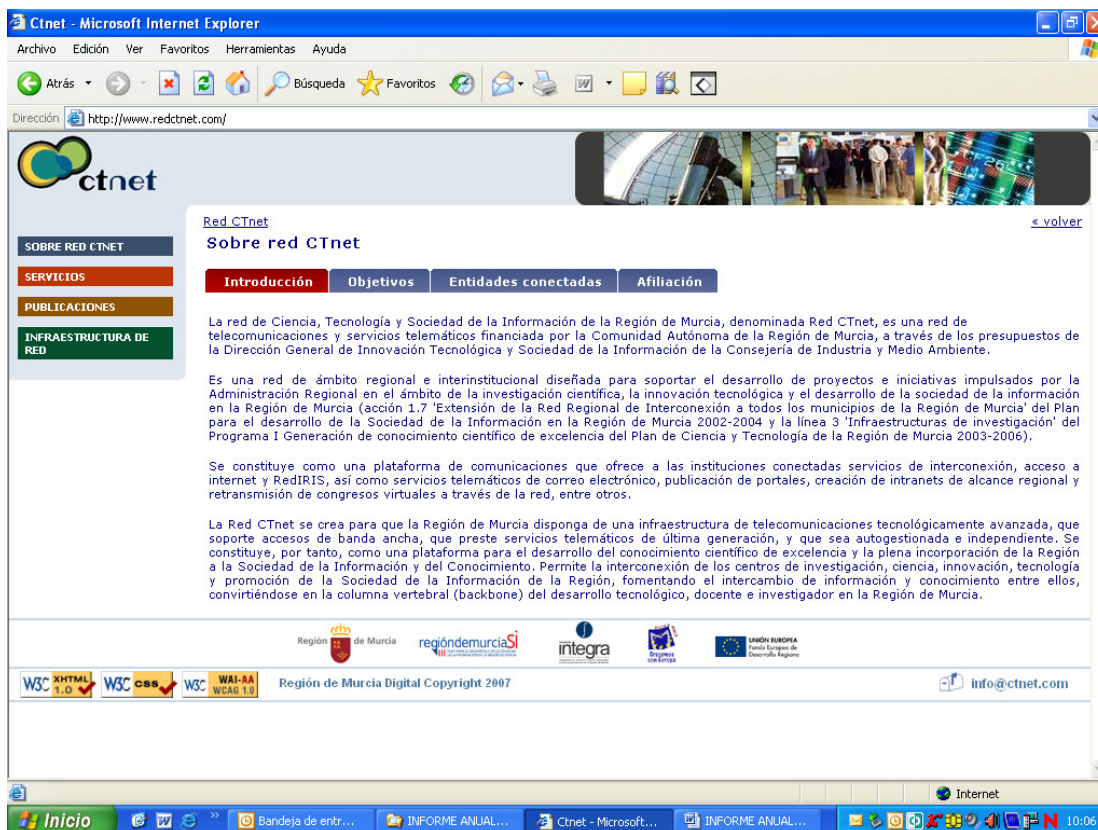 Ctnet - Microsoft Internet Explorer
Archivo Edición Ver Favoritos Herramientas Ayuda
Atrás Búsqueda Favoritos
Dirección http://www.redctnet.com/
ctnet
Red CTnet « volver
Sobre red CTnet
SOBRE RED CTNET
SERVICIOS
PUBLICACIONES
INFRAESTRUCTURA DE
RED
Introducción Objetivos Entidades conectadas Afiliación
La red de Ciencia, Tecnología y Sociedad de la Información de la Región de Murcia, denominada Red CTnet, es una red de
telecomunicaciones y servicios telemáticos financiada por la Comunidad Autónoma de la Región de Murcia, a través de los presupuestos de
la Dirección General de Innovación Tecnológica y Sociedad de la Información de la Consejería de Industria y Medio Ambiente.
Es una red de ámbito regional e interinstitucional diseñada para soportar el desarrollo de proyectos e iniciativas impulsados por la
Administración Regional en el ámbito de la investigación científica, la innovación tecnológica y el desarrollo de la sociedad de la información
en la Región de Murcia (acción 1.7 'Extensión de la Red Regional de Interconexión a todos los municipios de la Región de Murcia' del Plan
para el desarrollo de la Sociedad de la Información en la Región de Murcia 2002-2004 y la línea 3 'Infraestructuras de investigación' del
Programa I Generación de conocimiento científico de excelencia del Plan de Ciencia y Tecnología de la Región de Murcia 2003-2006).
Se constituye como una plataforma de comunicaciones que ofrece a las instituciones conectadas servicios de interconexión, acceso a
internet y RedIRIS, así como servicios telemáticos de correo electrónico, publicación de portales, creación de intranets de alcance regional y
retransmisión de congresos virtuales a través de la red, entre otros.
La Red CTnet se crea para que la Región de Murcia disponga de una infraestructura de telecomunicaciones tecnológicamente avanzada, que
soporte accesos de banda ancha, que preste servicios telemáticos de última generación, y que sea autogestionada e independiente. Se
constituye, por tanto, como una plataforma para el desarrollo del conocimiento científico de excelencia y la plena incorporación de la Región
a la Sociedad de la Información y del Conocimiento. Permite la interconexión de los centros de investigación, ciencia, innovación, tecnología
y promoción de la Sociedad de la Información de la Región, fomentando el intercambio de información y conocimiento entre ellos,
convirtiéndose en la columna vertebral (backbone) del desarrollo tecnológico, docente e investigador en la Región de Murcia.
Región de Murcia regióndemurciaSÍ integra UNIÓN EUROPEA
Fondo Europeo de
Desarrollo Regional
W3C XHTML 1.0 W3C css W3C WAI-AA WCAG 1.0 Región de Murcia Digital Copyright 2007 info@ctnet.com
Internet
Inicio Bandeja de entr... INFORME ANUAL... Ctnet - Microsoft... INFORME ANUAL... 10:06